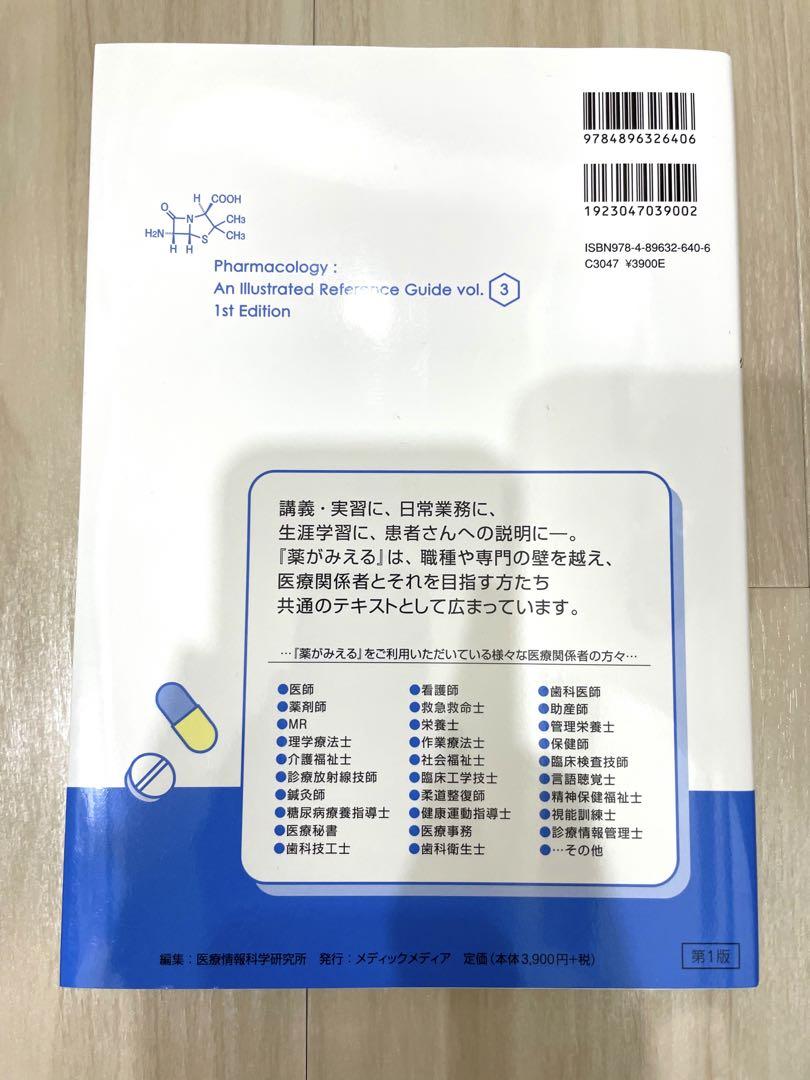 9784896326406
1923047039002
ISBN978-4-89632-640-6
C3047 ¥3900E
H COOH
O N CH3
S CH3
H2N
H H
Pharmacology :
An Illustrated Reference Guide vol. 3
1st Edition
講義・実習に、日常業務に、
生涯学習に、患者さんへの説明に―。
『薬がみえる』は、職種や専門の壁を越え、
医療関係者とそれを目指す方たち
共通のテキストとして広まっています。
…『薬がみえる』をご利用いただいている様々な医療関係者の方々…
●医師 ●看護師 ●歯科医師
●薬剤師 ●救急救命士 ●助産師
●MR ●栄養士 ●管理栄養士
●理学療法士 ●作業療法士 ●保健師
●介護福祉士 ●社会福祉士 ●臨床検査技師
●診療放射線技師 ●臨床工学技士 ●言語聴覚士
●鍼灸師 ●柔道整復師 ●精神保健福祉士
●糖尿病療養指導士 ●健康運動指導士 ●視能訓練士
●医療秘書 ●医療事務 ●診療情報管理士
●歯科技工士 ●歯科衛生士 ●…その他
編集：医療情報科学研究所 発行：メディックメディア 定価（本体3,900円+税）
第1版